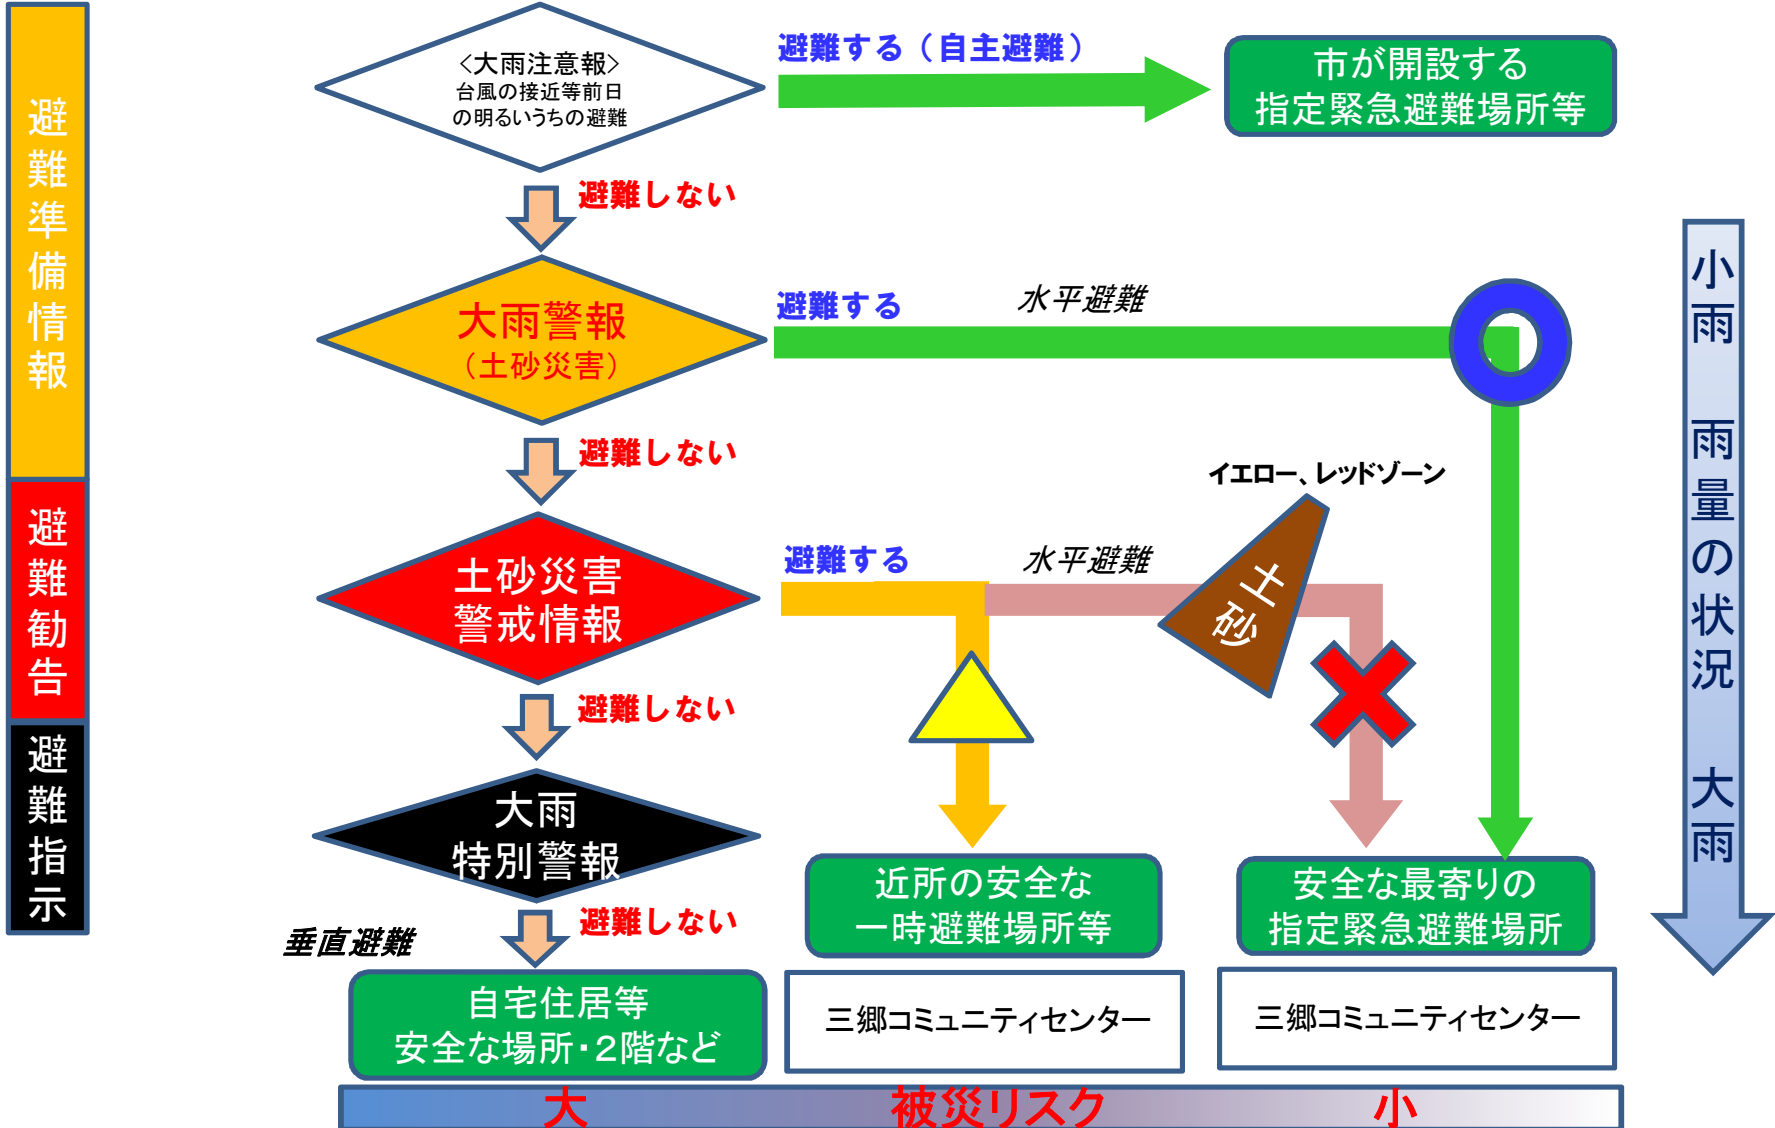 避難準備情報
避難勧告
避難指示
<大雨注意報>
台風の接近等前日
の明るいうちの避難
避難する（自主避難）
市が開設する
指定緊急避難場所等
避難しない
大雨警報
（土砂災害）
避難する
水平避難
避難しない
イエロー、レッドゾーン
土砂災害
警戒情報
避難する
水平避難
土砂
避難しない
大雨
特別警報
避難しない
垂直避難
近所の安全な
一時避難場所等
安全な最寄りの
指定緊急避難場所
自宅住居等
安全な場所・２階など
三郷コミュニティセンター
三郷コミュニティセンター
大　被災リスク　小
小雨　雨量の状況　大雨